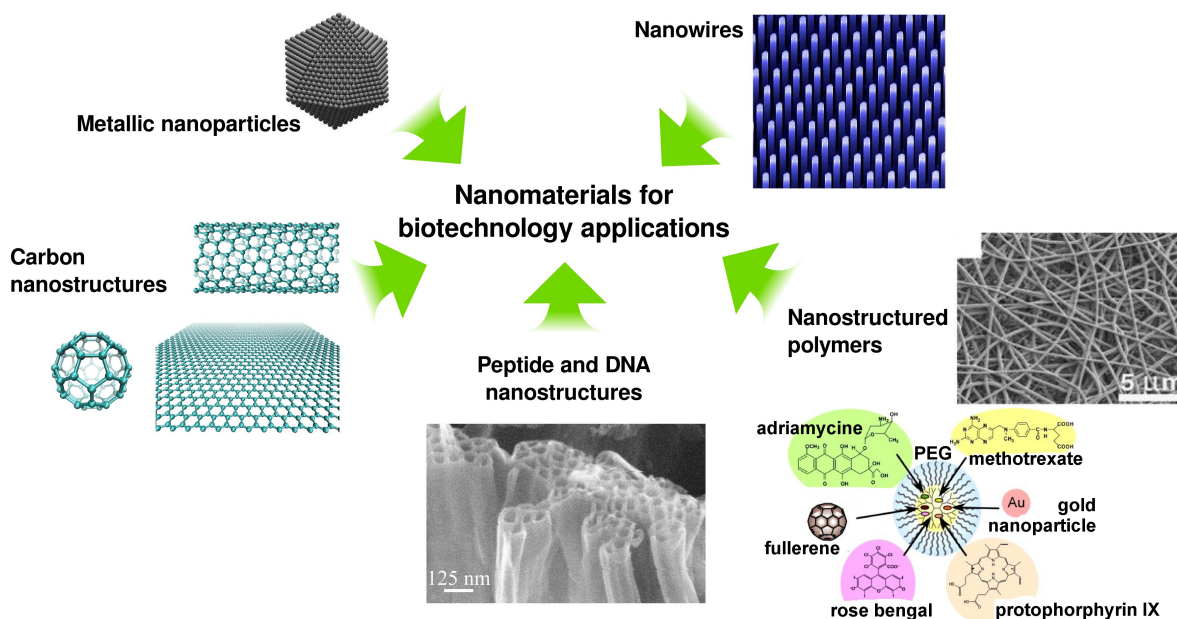 Nanowires
Metallic nanoparticles
Nanomaterials for
biotechnology applications
Carbon
nanostructures
Nanostructured
polymers
5 μm
Peptide and DNA
nanostructures
125 nm
adriamycine
PEG
methotrexate
Au
gold
nanoparticle
fullerene
rose bengal
protophorphyrin IX